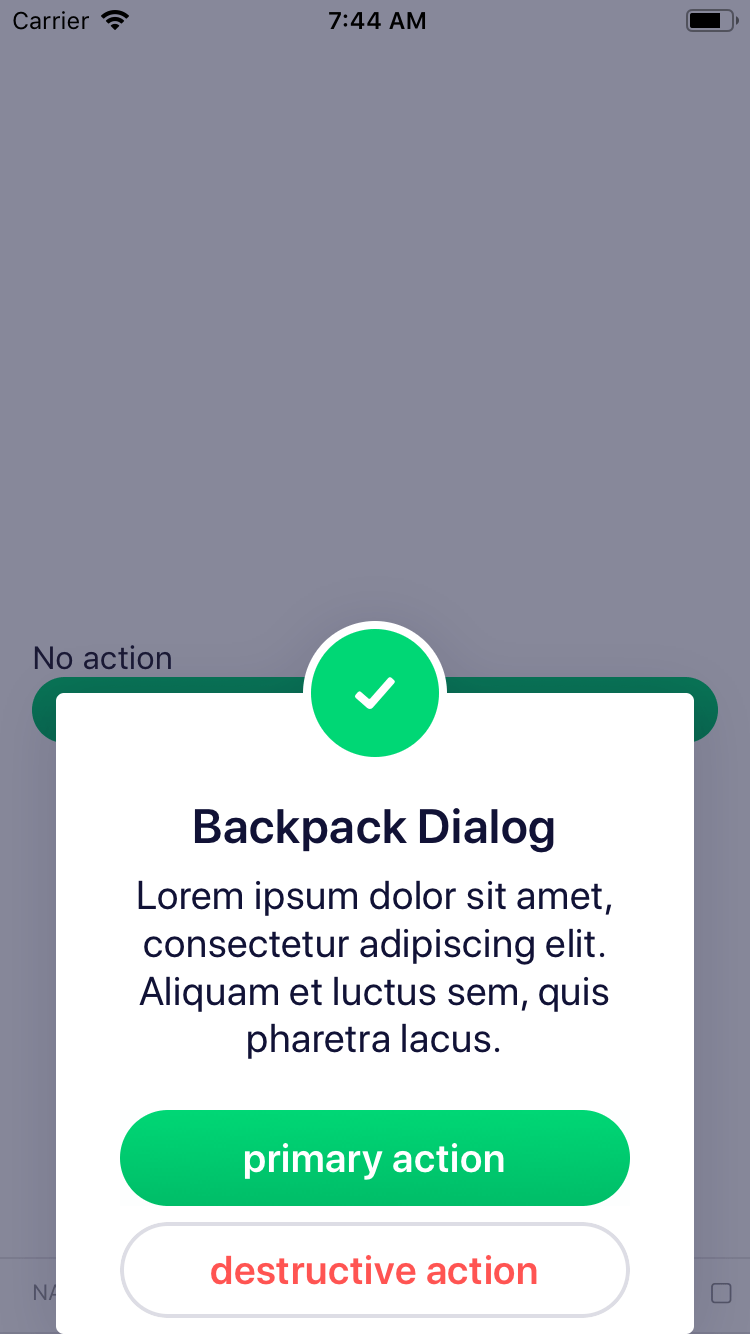 Carrier
7:44 AM
No action
Backpack Dialog
Lorem ipsum dolor sit amet,
consectetur adipiscing elit.
Aliquam et luctus sem, quis
pharetra lacus.
primary action
destructive action